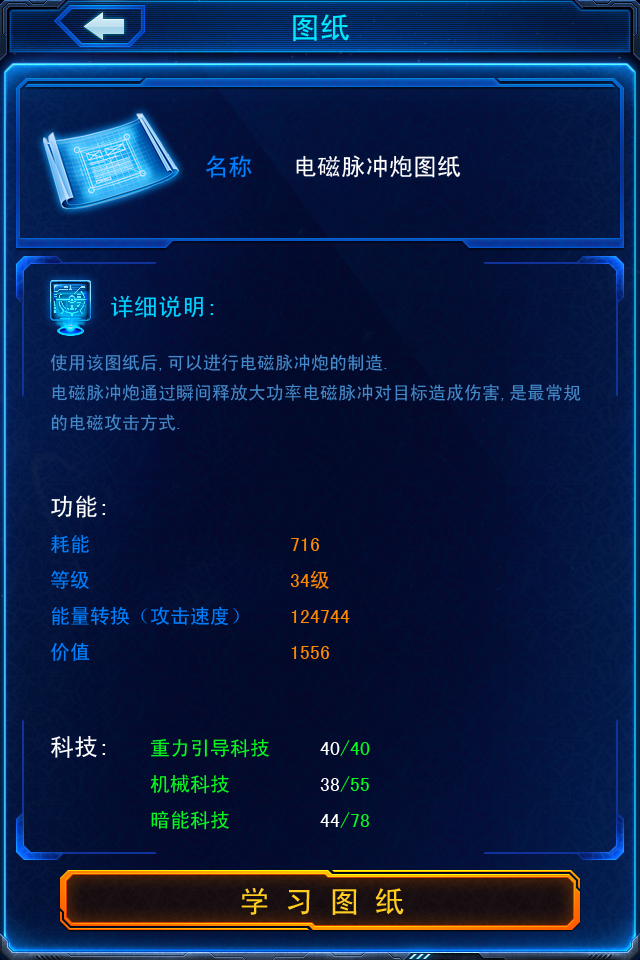 图纸
名称 电磁脉冲炮图纸
详细说明:
使用该图纸后,可以进行电磁脉冲炮的制造.
电磁脉冲炮通过瞬间释放大功率电磁脉冲对目标造成伤害,是最常规
的电磁攻击方式.
功能:
耗能 716
等级 34级
能量转换（攻击速度） 124744
价值 1556
科技: 重力引导科技 40/40
机械科技 38/55
暗能科技 44/78
学习图纸